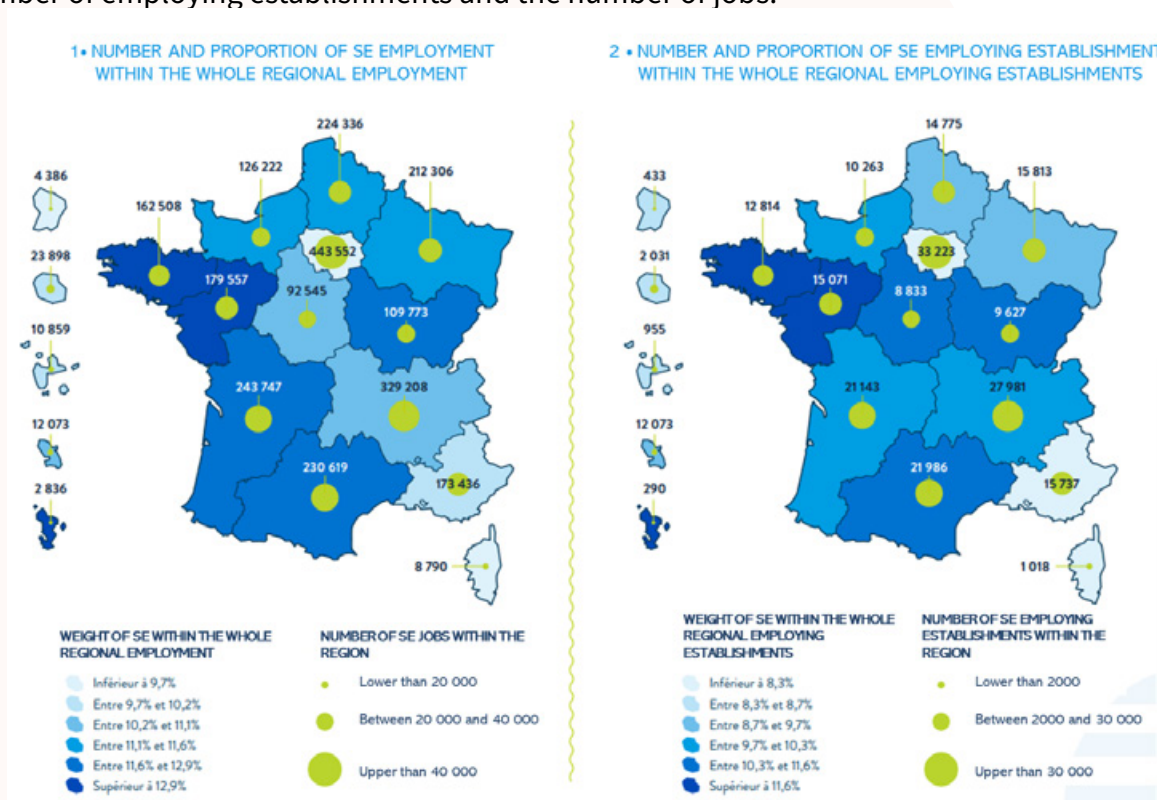 nber of employing establishments and the number of jobs.
1• NUMBER AND PROPORTION OF SE EMPLOYMENT
WITHIN THE WHOLE REGIONAL EMPLOYMENT
224 336
126 222
212 306
4 386
162 508
443 552
23 898
179 557
92 545
109 773
10 859
243 747
329 208
12 073
230 619
173 436
2 836
8 790
WEIGHT OF SE WITHIN THE WHOLE
REGIONAL EMPLOYMENT
Inférieur à 9,7%
Entre 9,7% et 10,2%
Entre 10,2% et 11,1%
Entre 11,1% et 11,6%
Entre 11,6% et 12,9%
Supérieur à 12,9%
NUMBER OF SE JOBS WITHIN THE
REGION
Lower than 20 000
Between 20 000 and 40 000
Upper than 40 000
2 • NUMBER AND PROPORTION OF SE EMPLOYING ESTABLISHMENT
WITHIN THE WHOLE REGIONAL EMPLOYING ESTABLISHMENTS
14 775
10 263
15 813
433
12 814
33 223
2 031
15 071
8 833
9 627
955
21 143
27 981
12 073
21 986
15 737
290
1 018
WEIGHT OF SE WITHIN THE WHOLE
REGIONAL EMPLOYING
ESTABLISHMENTS
Inférieur à 8,3%
Entre 8,3% et 8,7%
Entre 8,7% et 9,7%
Entre 9,7% et 10,3%
Entre 10,3% et 11,6%
Supérieur à 11,6%
NUMBER OF SE EMPLOYING
ESTABLISHMENTS WITHIN THE
REGION
Lower than 2000
Between 2000 and 30 000
Upper than 30 000